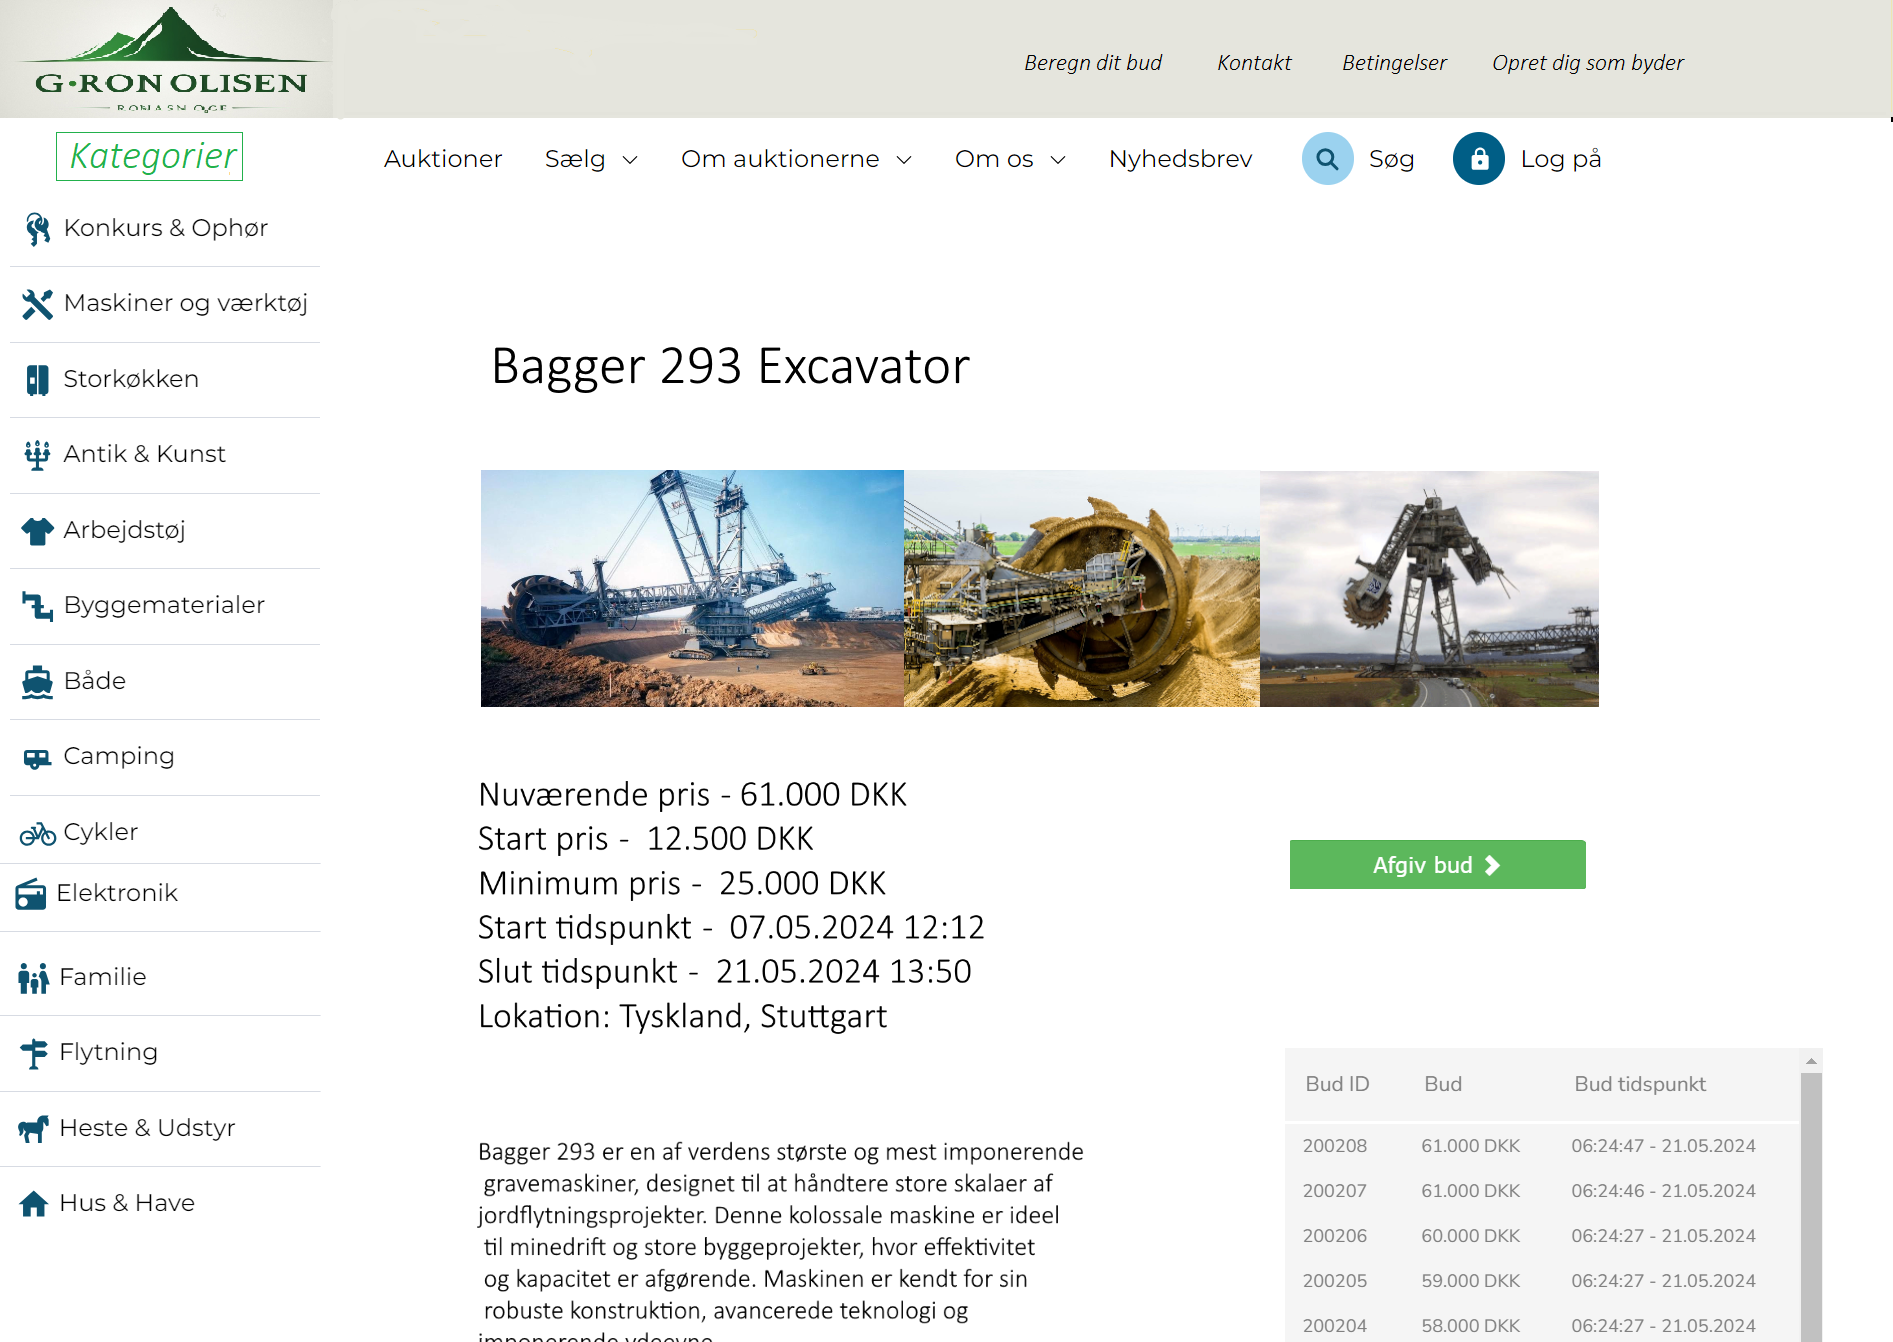 G·RON OLISEN
Beregn dit bud
Kontakt
Betingelser
Opret dig som byder
Kategorier
Auktioner
Sælg
Om auktionerne
Om os
Nyhedsbrev
Søg
Log på
Konkurs & Ophør
Maskiner og værktøj
Storkøkken
Antik & Kunst
Arbejdstøj
Byggematerialer
Både
Camping
Cykler
Elektronik
Familie
Flytning
Heste & Udstyr
Hus & Have
Bagger 293 Excavator
Nuværende pris - 61.000 DKK
Start pris - 12.500 DKK
Minimum pris - 25.000 DKK
Start tidspunkt - 07.05.2024 12:12
Slut tidspunkt - 21.05.2024 13:50
Lokation: Tyskland, Stuttgart
Afgiv bud
Bagger 293 er en af verdens største og mest imponerende
gravemaskiner, designet til at håndtere store skalaer af
jordflytningsprojekter. Denne kolossale maskine er ideel
til minedrift og store byggeprojekter, hvor effektivitet
og kapacitet er afgørende. Maskinen er kendt for sin
robuste konstruktion, avancerede teknologi og
imponerende ydeevne
Bud ID Bud Bud tidspunkt
200208 61.000 DKK 06:24:47 - 21.05.2024
200207 61.000 DKK 06:24:46 - 21.05.2024
200206 60.000 DKK 06:24:27 - 21.05.2024
200205 59.000 DKK 06:24:27 - 21.05.2024
200204 58.000 DKK 06:24:27 - 21.05.2024